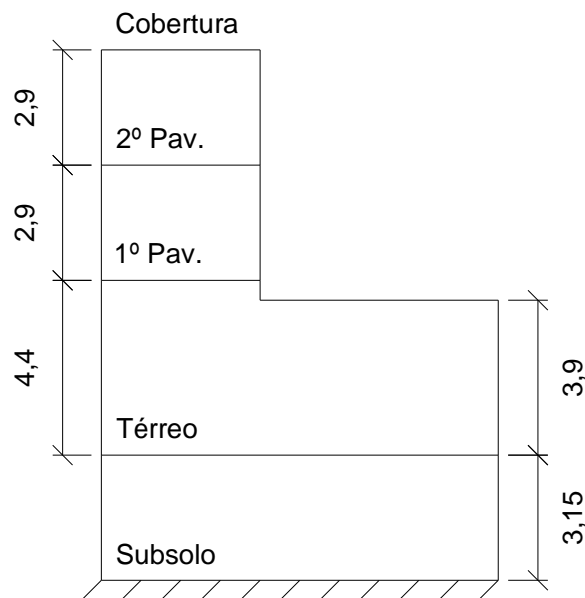 Cobertura
2,9
2º Pav.
2,9
1º Pav.
4,4
3,9
Térreo
3,15
Subsolo